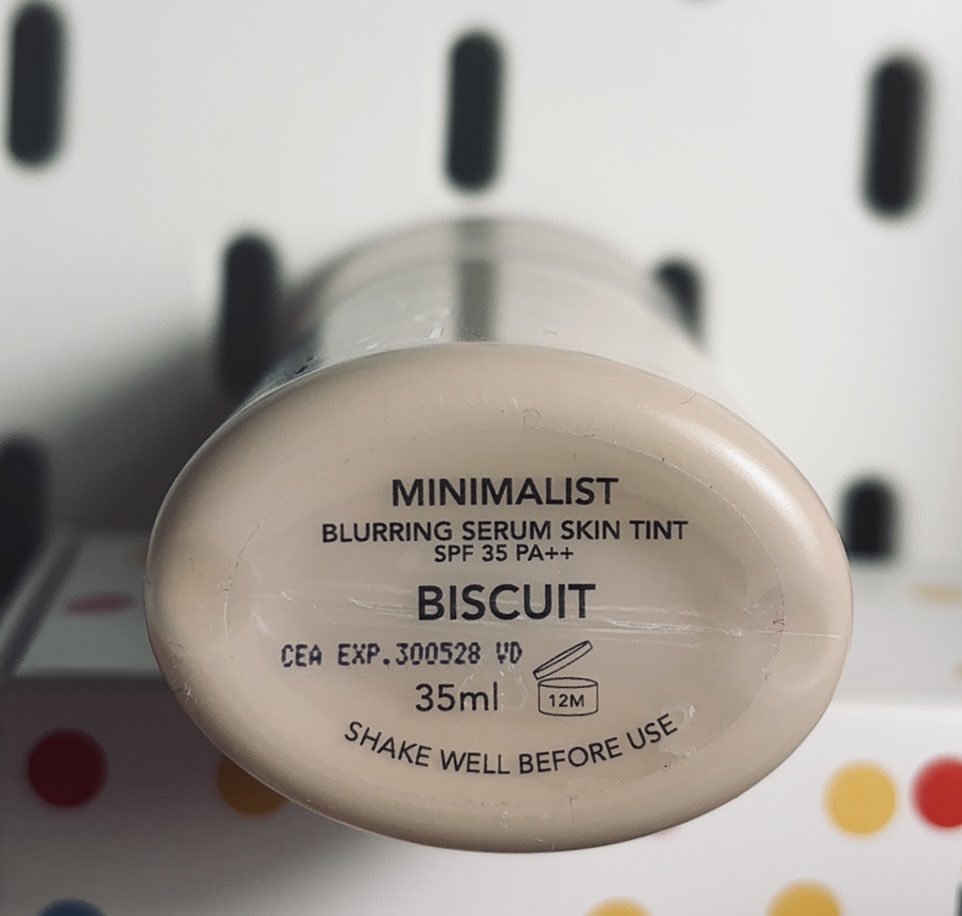 MINIMALIST
BLURRING SERUM SKIN TINT
SPF 35 PA++
BISCUIT
CEA EXP.300528 VD
35ml 12M
SHAKE WELL BEFORE USE